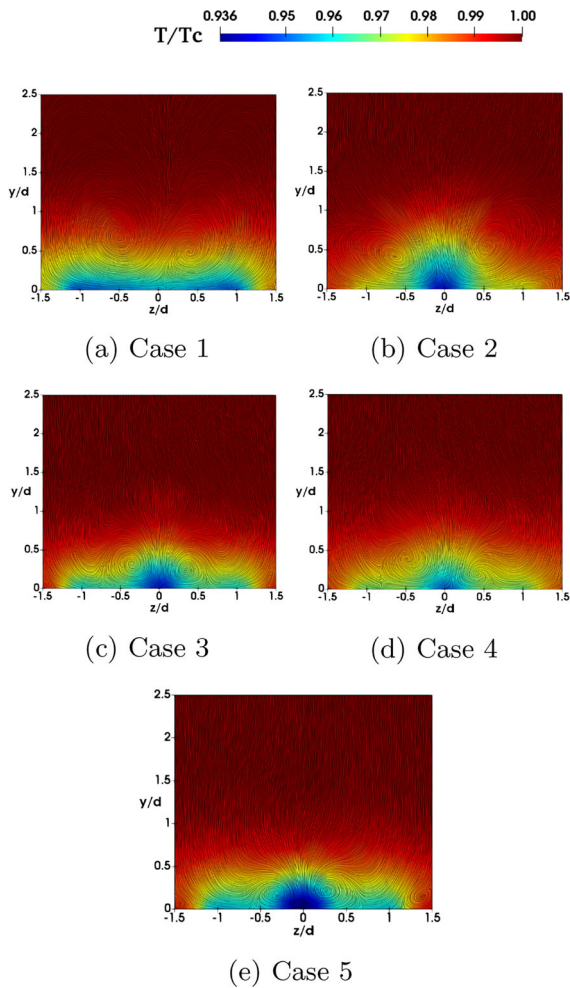 T/Tc 0.936 0.95 0.96 0.97 0.98 0.99 1.00
2.5 2.5
2 2
1.5 1.5
y/d y/d
1 1
0.5 0.5
0 0
-1.5 -1 -0.5 0 0.5 1 1.5 -1.5 -1 -0.5 0 0.5 1 1.5
z/d z/d
(a) Case 1 (b) Case 2
2.5 2.5
2 2
1.5 1.5
y/d y/d
1 1
0.5 0.5
0 0
-1.5 -1 -0.5 0 0.5 1 1.5 -1.5 -1 -0.5 0 0.5 1 1.5
z/d z/d
(c) Case 3 (d) Case 4
2.5
2
1.5
y/d
1
0.5
0
-1.5 -1 -0.5 0 0.5 1 1.5
z/d
(e) Case 5